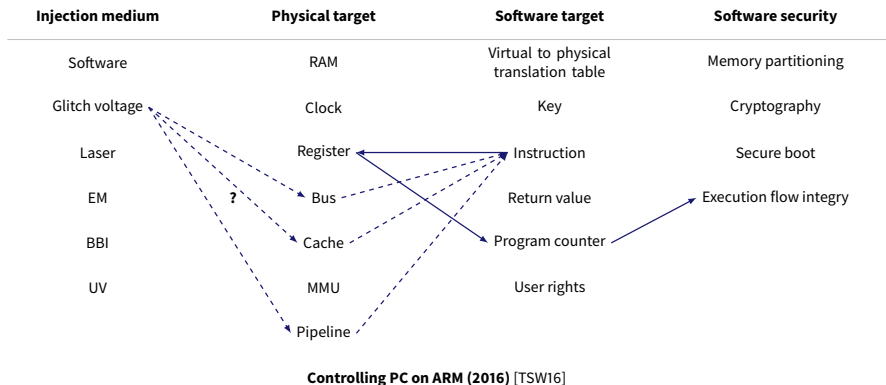 Injection medium Physical target Software target Software security
Software RAM Virtual to physical translation table Memory partitioning
Glitch voltage Clock Key Cryptography
Laser Register Instruction Secure boot
EM ? Bus Return value Execution flow integry
BBI Cache Program counter
UV MMU User rights
Pipeline
Controlling PC on ARM (2016) [TSW16]